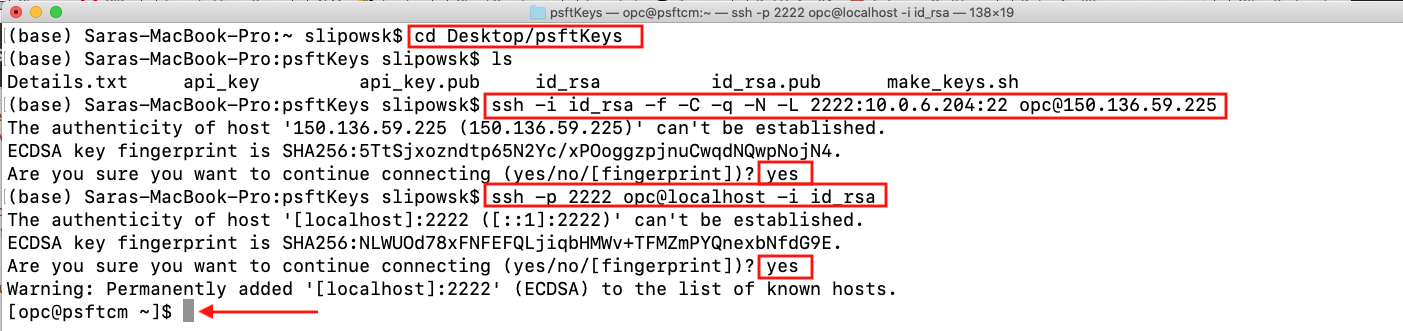 psftKeys — opc@psftcm:~ — ssh -p 2222 opc@localhost -i id_rsa — 138×19
(base) Saras-MacBook-Pro:~ slipowsk$ cd Desktop/psftKeys
(base) Saras-MacBook-Pro:psftKeys slipowsk$ ls
Details.txt api_key api_key.pub id_rsa id_rsa.pub make_keys.sh
(base) Saras-MacBook-Pro:psftKeys slipowsk$ ssh -i id_rsa -f -C -q -N -L 2222:10.0.6.204:22 opc@150.136.59.225
The authenticity of host '150.136.59.225 (150.136.59.225)' can't be established.
ECDSA key fingerprint is SHA256:5TtSjxozndtp65N2Yc/xPOoggzpjnuCwqdNQwpNojN4.
Are you sure you want to continue connecting (yes/no/[fingerprint])? yes
(base) Saras-MacBook-Pro:psftKeys slipowsk$ ssh -p 2222 opc@localhost -i id_rsa
The authenticity of host '[localhost]:2222 ([::1]:2222)' can't be established.
ECDSA key fingerprint is SHA256:NLWUOd78xFNFEFQLjiqbHMWv+TFMZmPYQnexbNfdG9E.
Are you sure you want to continue connecting (yes/no/[fingerprint])? yes
Warning: Permanently added '[localhost]:2222' (ECDSA) to the list of known hosts.
[opc@psftcm ~]$